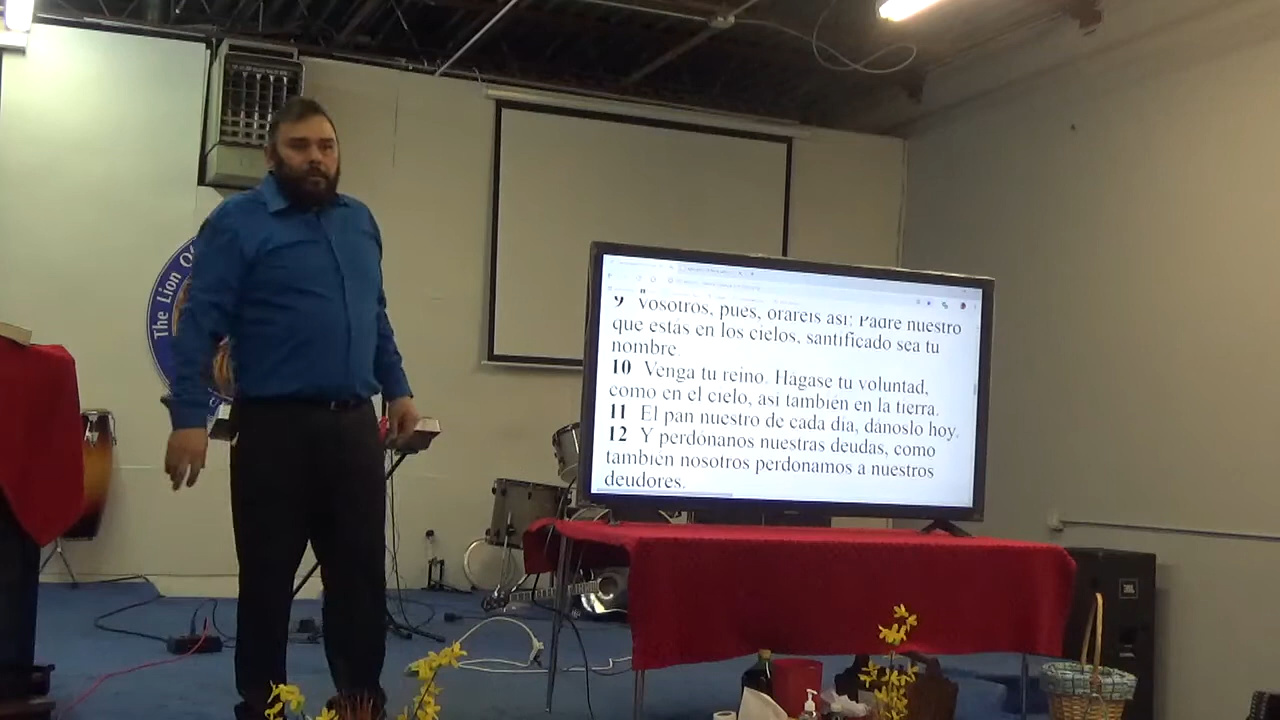 The Lion O
9 Vosotros, pues, oraréis así: Padre nuestro
que estás en los cielos, santificado sea tu
nombre.
10 Venga tu reino. Hágase tu voluntad,
como en el cielo, así también en la tierra.
11 El pan nuestro de cada día, dánoslo hoy.
12 Y perdónanos nuestras deudas, como
también nosotros perdonamos a nuestros
deudores.
JBL